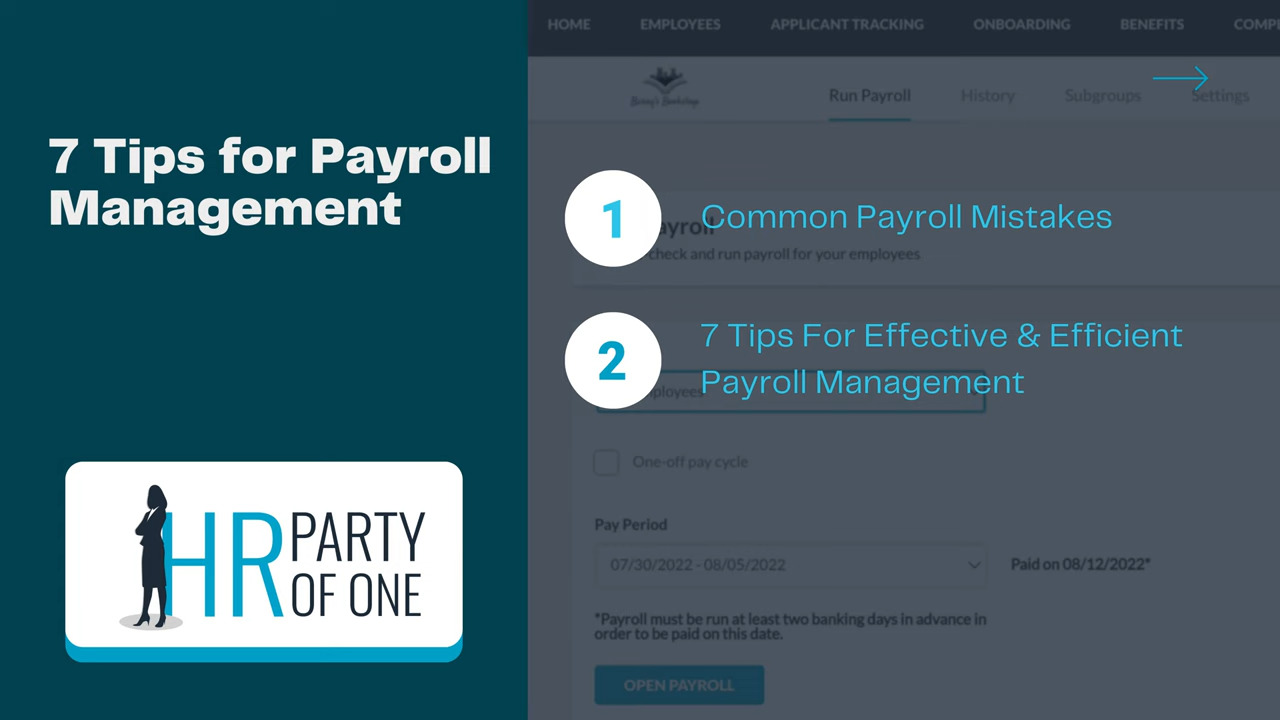 7 Tips for Payroll
Management
HR PARTY
OF ONE
HOME EMPLOYEES APPLICANT TRACKING ONBOARDING BENEFITS
Run Payroll History Subgroups Settings
1 Common Payroll Mistakes
ayroll
check and run payroll for your employees
2 7 Tips For Effective & Efficient
Payroll Management
ployees
One-off pay cycle
Pay Period
07/30/2022 - 08/05/2022 Paid on 08/12/2022*
*Payroll must be run at least two banking days in advance in
order to be paid on this date.
OPEN PAYROLL